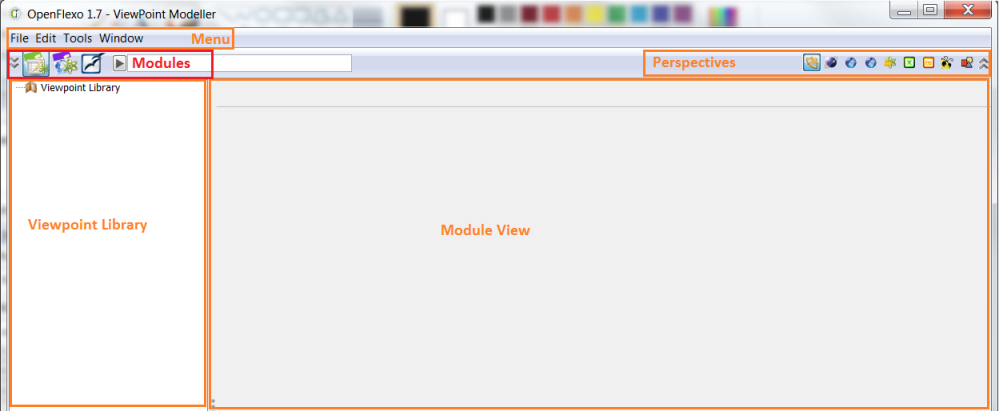 OpenFlexo 1.7 - ViewPoint Modeller
File Edit Tools Window Menu
Modules
Perspectives
Viewpoint Library
Viewpoint Library
Module View